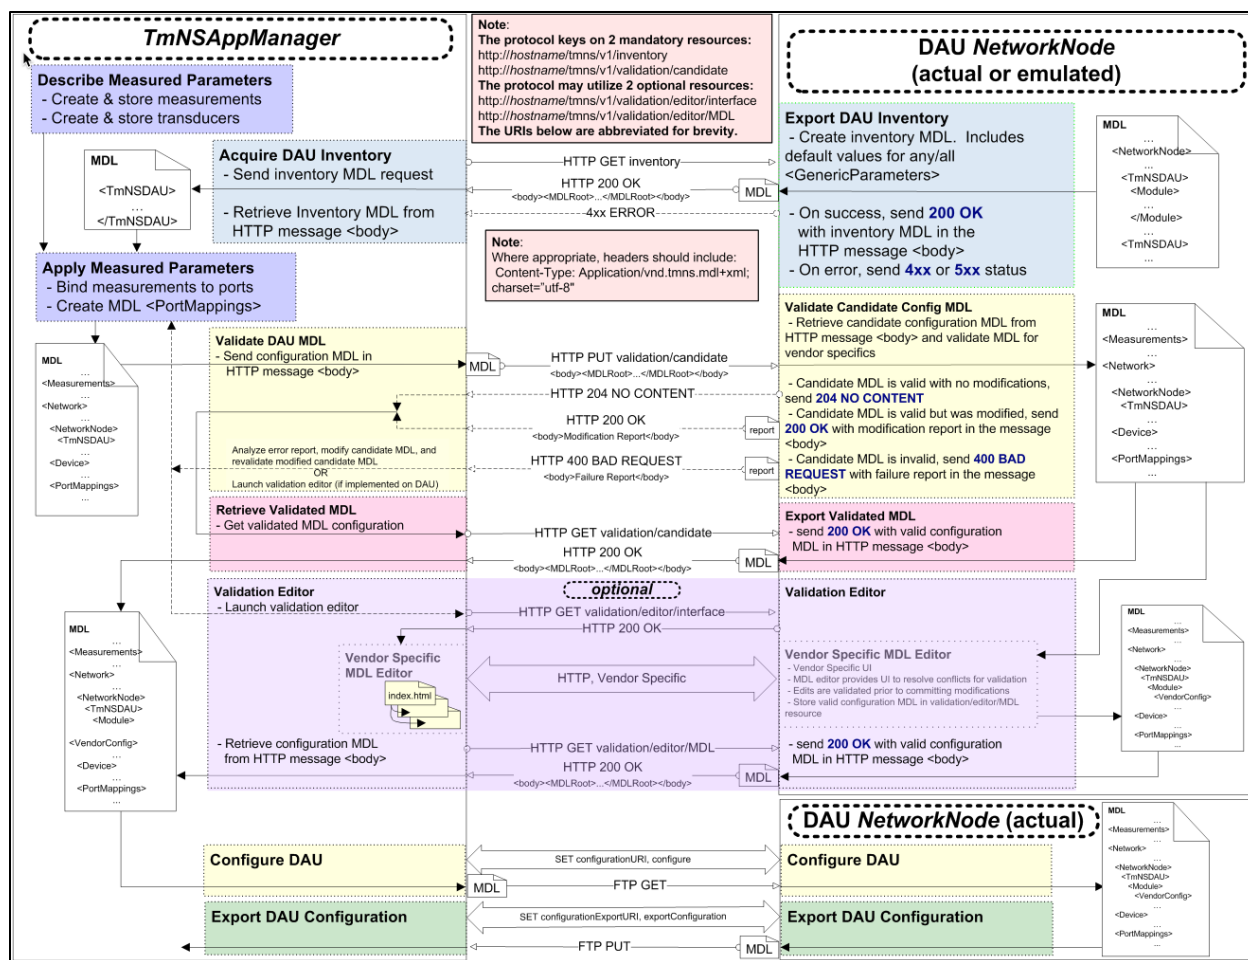 TmNSAppManager
Describe Measured Parameters
- Create & store measurements
- Create & store transducers
MDL
<TmNSDAU>
...
</TmNSDAU>
Acquire DAU Inventory
- Send inventory MDL request
- Retrieve Inventory MDL from
HTTP message <body>
Apply Measured Parameters
- Bind measurements to ports
- Create MDL <PortMappings>
Note:
The protocol keys on 2 mandatory resources:
http://hostname/tmns/v1/inventory
http://hostname/tmns/v1/validation/candidate
The protocol may utilize 2 optional resources:
http://hostname/tmns/v1/validation/editor/interface
http://hostname/tmns/v1/validation/editor/MDL
The URIs below are abbreviated for brevity.
HTTP GET inventory
HTTP 200 OK
<body><MDLRoot>...</MDLRoot></body>
MDL
4xx ERROR
Note:
Where appropriate, headers should include:
Content-Type: Application/vnd.tmns.mdl+xml;
charset="utf-8"
DAU NetworkNode
(actual or emulated)
Export DAU Inventory
- Create inventory MDL. Includes
default values for any/all
<GenericParameters>
- On success, send 200 OK
with inventory MDL in the
HTTP message <body>
- On error, send 4xx or 5xx status
MDL
...
<NetworkNode>
...
<TmNSDAU>
<Module>
...
</Module>
...
<TmNSDAU>
...
MDL
...
<Measurements>
...
<Network>
...
<NetworkNode>
<TmNSDAU>
...
<Device>
...
<PortMappings>
...
Validate DAU MDL
- Send configuration MDL in
HTTP message <body>
Analyze error report, modify candidate MDL, and
revalidate modified candidate MDL
OR
Launch validation editor (if implemented on DAU)
MDL
HTTP PUT validation/candidate
<body><MDLRoot>...</MDLRoot></body>
HTTP 204 NO CONTENT
HTTP 200 OK
<body>Modification Report</body>
report
HTTP 400 BAD REQUEST
<body>Failure Report</body>
report
Validate Candidate Config MDL
- Retrieve candidate configuration MDL from
HTTP message <body> and validate MDL for
vendor specifics
- Candidate MDL is valid with no modifications,
send 204 NO CONTENT
- Candidate MDL is valid but was modified, send
200 OK with modification report in the message
<body>
- Candidate MDL is invalid, send 400 BAD
REQUEST with failure report in the message
<body>
MDL
...
<Measurements>
...
<Network>
...
<NetworkNode>
<TmNSDAU>
...
<Device>
...
<PortMappings>
...
Retrieve Validated MDL
- Get validated MDL configuration
HTTP GET validation/candidate
HTTP 200 OK
<body><MDLRoot>...</MDLRoot></body>
MDL
Export Validated MDL
- send 200 OK with valid configuration
MDL in HTTP message <body>
MDL
...
<Measurements>
...
<Network>
...
<NetworkNode>
<TmNSDAU>
<Module>
<VendorConfig>
...
<Device>
...
<PortMappings>
...
Validation Editor
- Launch validation editor
Vendor Specific
MDL Editor
index.html
- Retrieve configuration MDL
from HTTP message <body>
optional
HTTP GET validation/editor/interface
HTTP 200 OK
HTTP, Vendor Specific
HTTP GET validation/editor/MDL
HTTP 200 OK
<body><MDLRoot>...</MDLRoot></body>
MDL
Validation Editor
Vendor Specific MDL Editor
- Vendor Specific UI
- MDL editor provides UI to resolve conflicts for validation
- Edits are validated prior to committing modifications
- Store valid configuration MDL in validation/editor/MDL
resource
- send 200 OK with valid configuration
MDL in HTTP message <body>
MDL
...
<Measurements>
...
<Network>
...
<NetworkNode>
<TmNSDAU>
<Module>
<VendorConfig>
...
<Device>
...
<PortMappings>
...
DAU NetworkNode (actual)
Configure DAU
SET configurationURI, configure
MDL
FTP GET
Configure DAU
Export DAU Configuration
SET configurationExportURI, exportConfiguration
FTP PUT
MDL
Export DAU Configuration
MDL
...
<Measurements>
...
<Network>
...
<NetworkNode>
<TmNSDAU>
<Module>
<VendorConfig>
...
<Device>
...
<PortMappings>
...